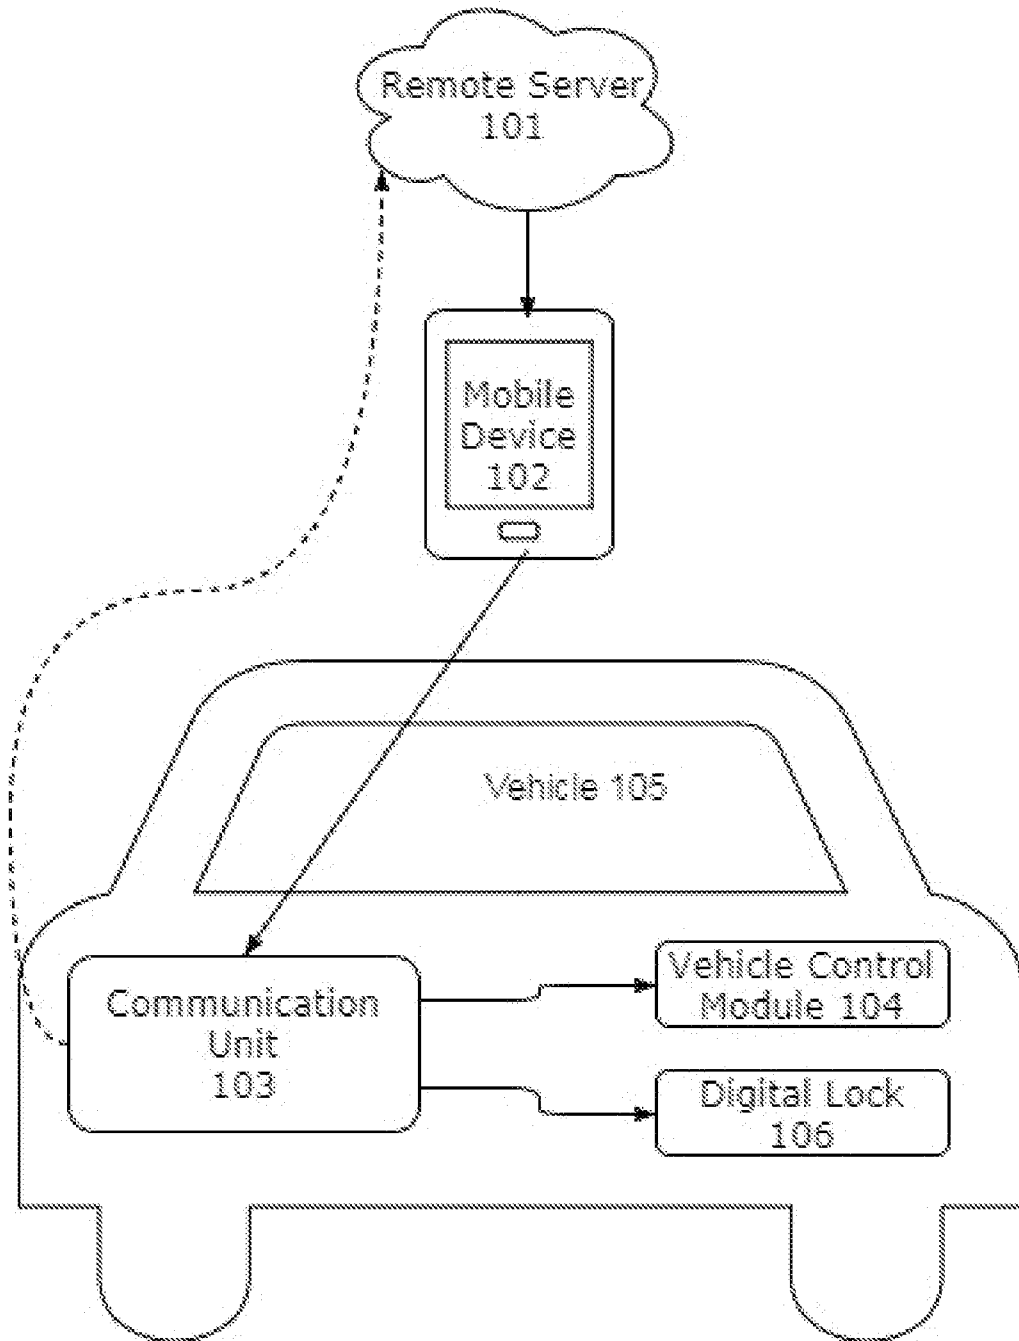 Remote Server
101
Mobile
Device
102
Vehicle 105
Communication
Unit
103
Vehicle Control
Module 104
Digital Lock
106